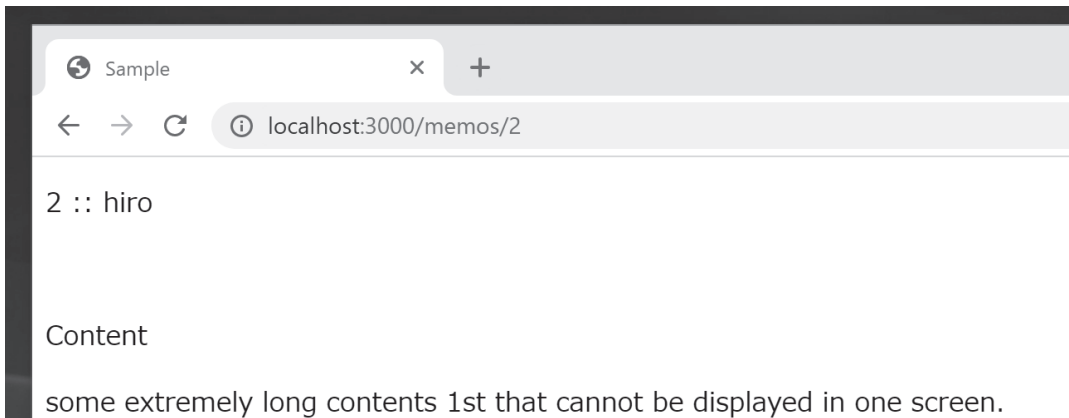 Sample
localhost:3000/memos/2
2 :: hiro
Content
some extremely long contents 1st that cannot be displayed in one screen.